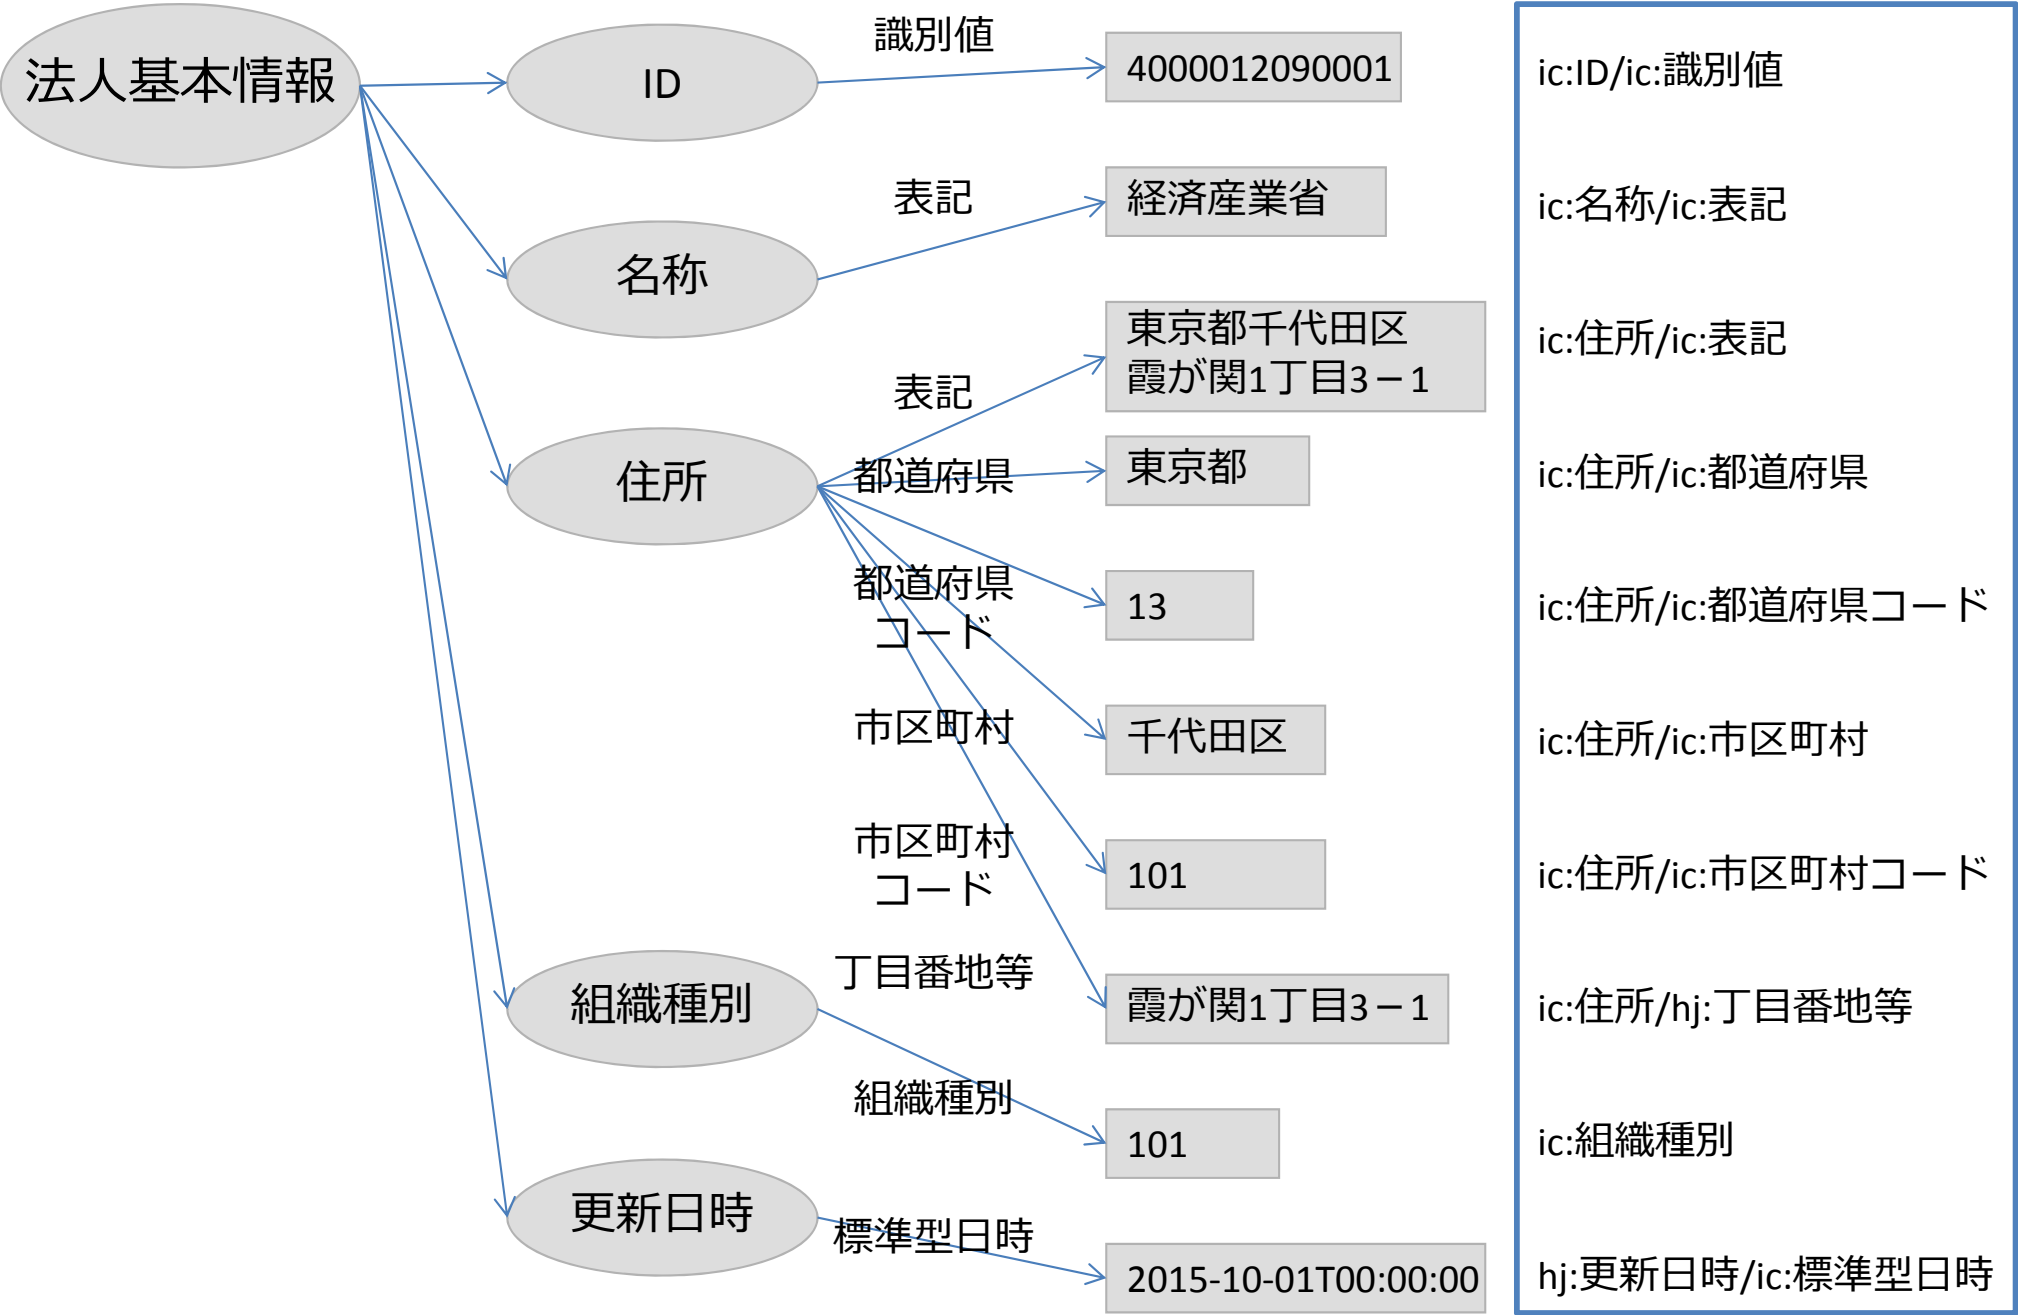 法人基本情報
ID
識別値
4000012090001
ic:ID/ic:識別値
名称
表記
経済産業省
ic:名称/ic:表記
住所
表記
東京都千代田区
霞が関1丁目3－1
ic:住所/ic:表記
都道府県
東京都
ic:住所/ic:都道府県
都道府県
コード
13
ic:住所/ic:都道府県コード
市区町村
千代田区
ic:住所/ic:市区町村
市区町村
コード
101
ic:住所/ic:市区町村コード
丁目番地等
霞が関1丁目3－1
ic:住所/hj:丁目番地等
組織種別
組織種別
101
ic:組織種別
更新日時
標準型日時
2015-10-01T00:00:00
hj:更新日時/ic:標準型日時